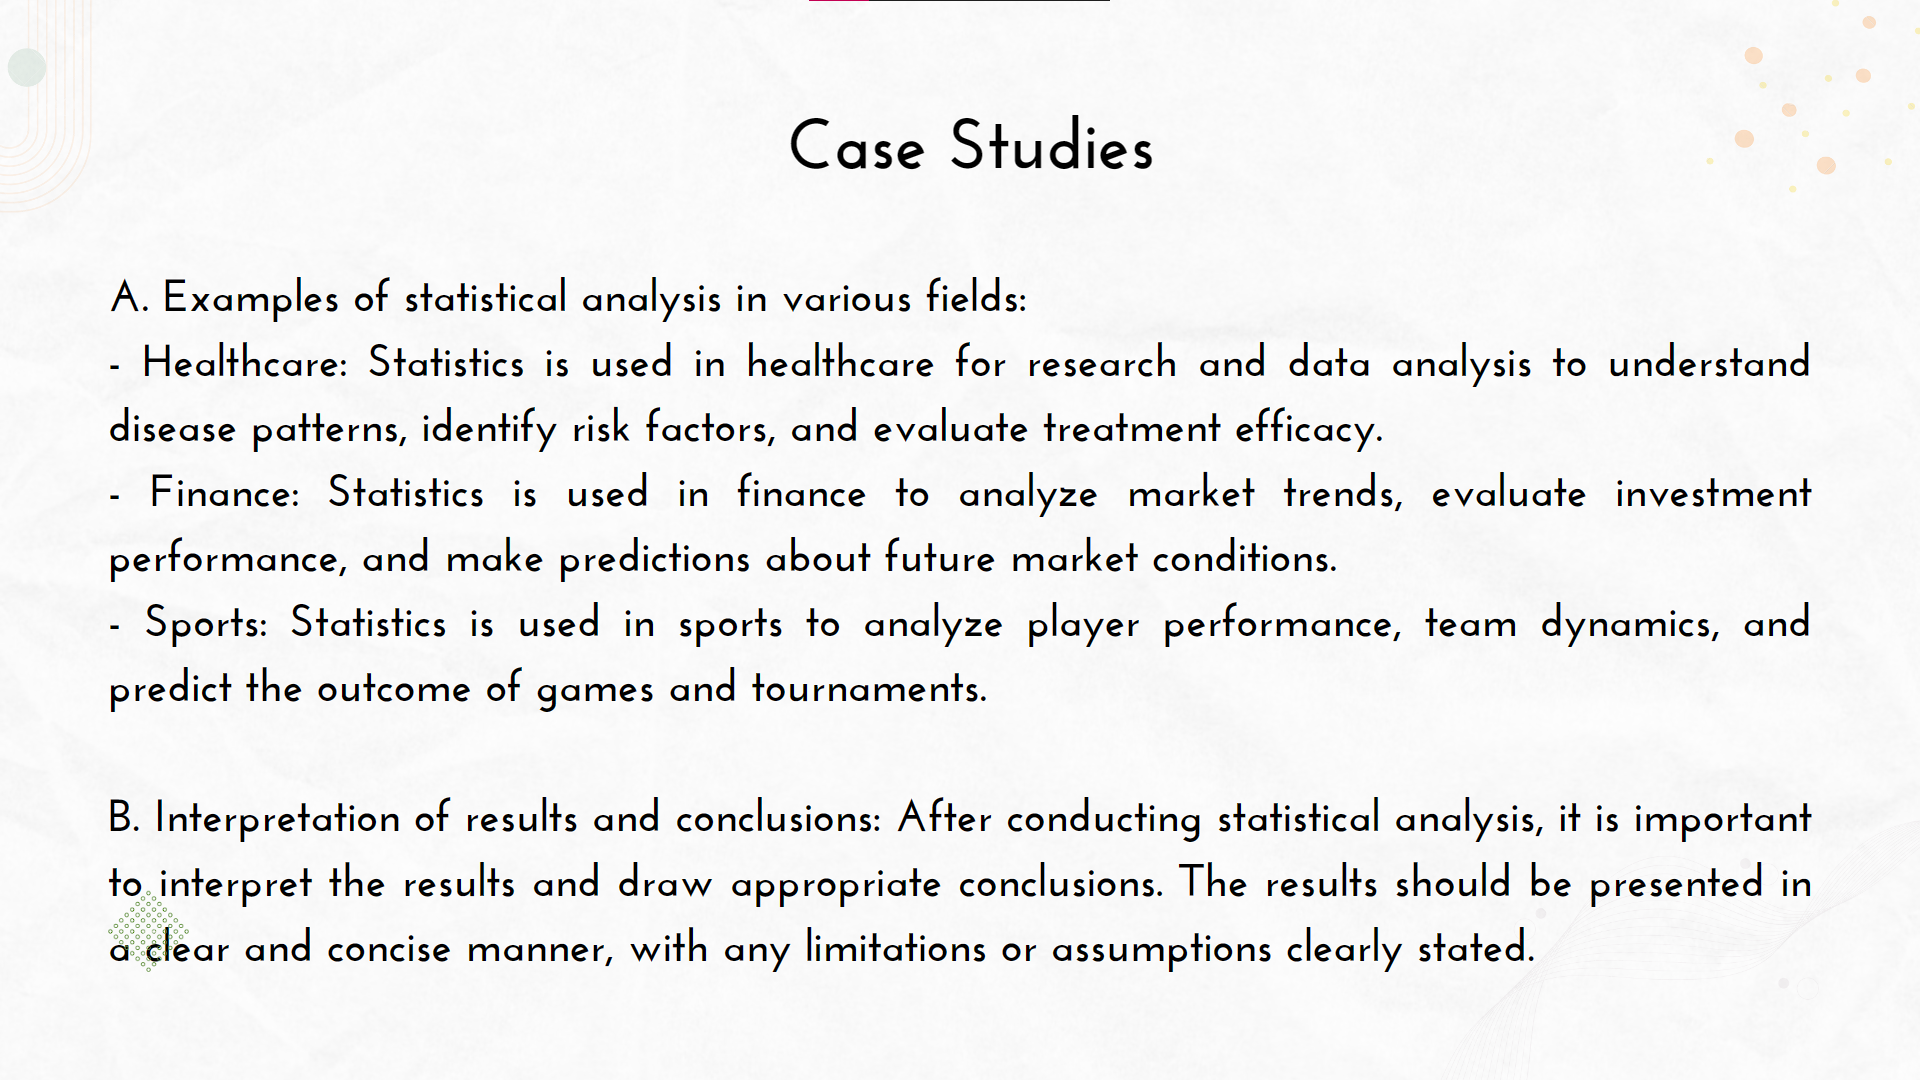 Case Studies
A. Examples of statistical analysis in various fields:
- Healthcare: Statistics is used in healthcare for research and data analysis to understand
disease patterns, identify risk factors, and evaluate treatment efficacy.
- Finance: Statistics is used in finance to analyze market trends, evaluate investment
performance, and make predictions about future market conditions.
- Sports: Statistics is used in sports to analyze player performance, team dynamics, and
predict the outcome of games and tournaments.
B. Interpretation of results and conclusions: After conducting statistical analysis, it is important
to interpret the results and draw appropriate conclusions. The results should be presented in
a clear and concise manner, with any limitations or assumptions clearly stated.